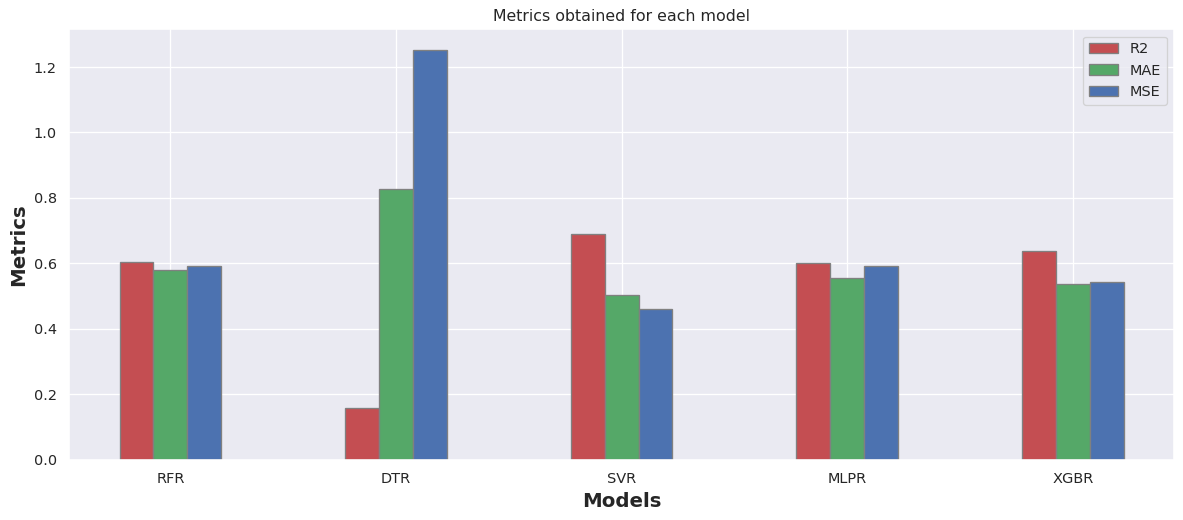 Metrics obtained for each model
R2
MAE
MSE
Metrics
1.2
1.0
0.8
0.6
0.4
0.2
0.0
RFR DTR SVR MLPR XGBR
Models